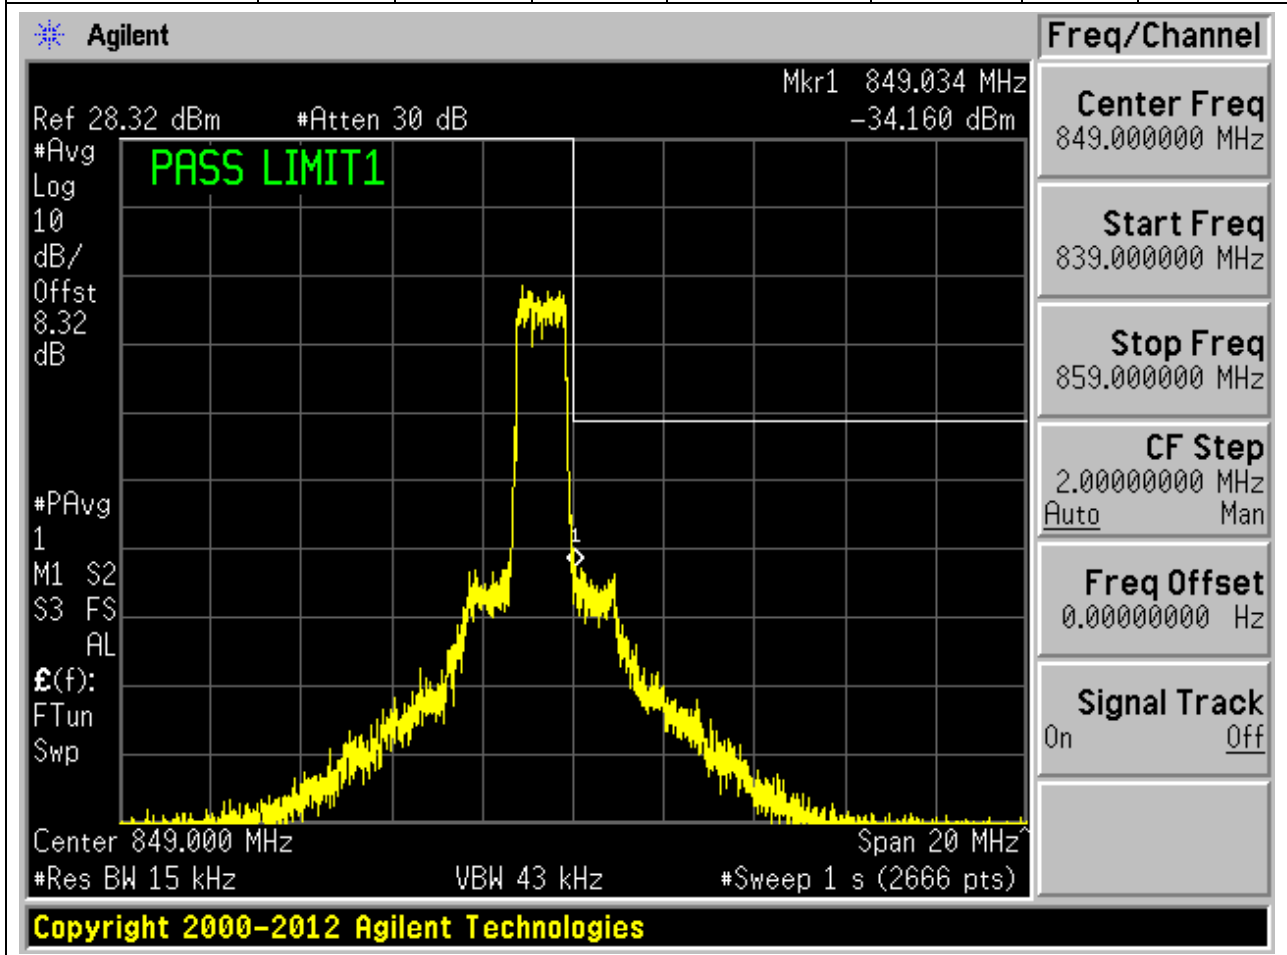 Agilent
Freq/Channel
Mkr1 849.034 MHz
Ref 28.32 dBm #Atten 30 dB -34.160 dBm
#Avg
Log
10
dB/
Offst
8.32
dB
PASS LIMIT1
#PAvg
1
M1 S2
S3 FS
AL
£(f):
FTun
Swp
1
Center 849.000 MHz Span 20 MHz^
#Res BW 15 kHz VBW 43 kHz #Sweep 1 s (2666 pts)
Center Freq
849.000000 MHz
Start Freq
839.000000 MHz
Stop Freq
859.000000 MHz
CF Step
2.00000000 MHz
Auto Man
Freq Offset
0.00000000 Hz
Signal Track
On Off
Copyright 2000-2012 Agilent Technologies